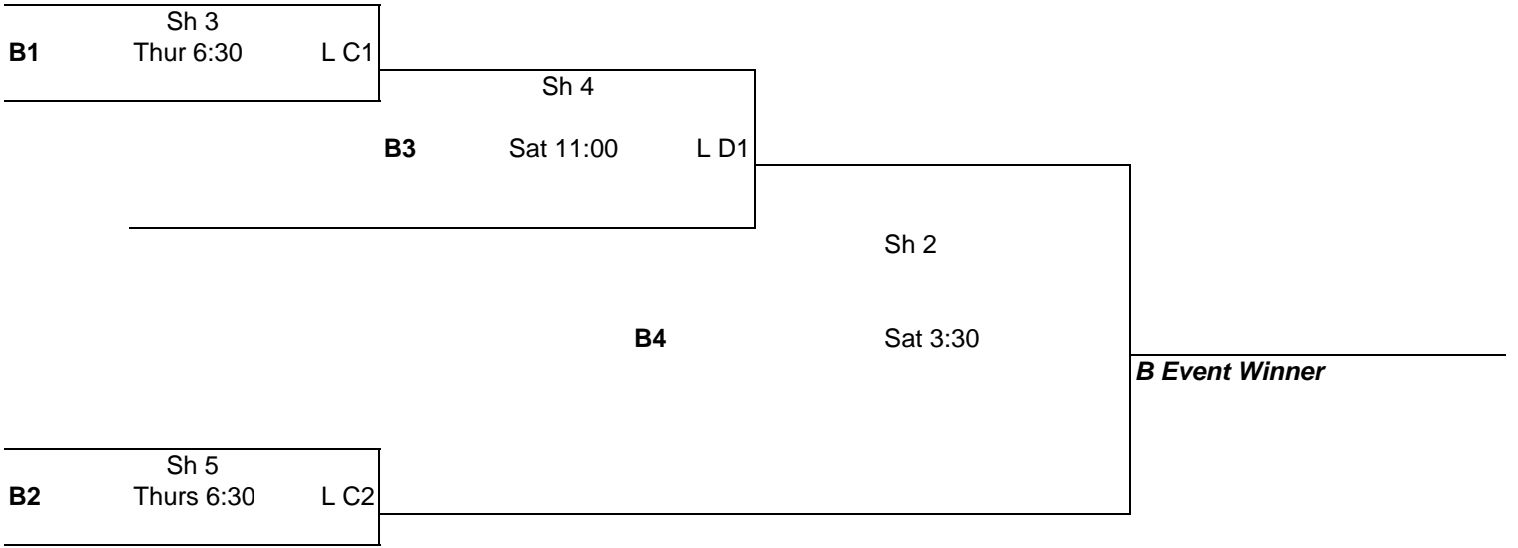 Sh 3
B1 Thur 6:30 L C1
Sh 4
B3 Sat 11:00 L D1
Sh 2
B4 Sat 3:30
B Event Winner
Sh 5
B2 Thurs 6:30 L C2